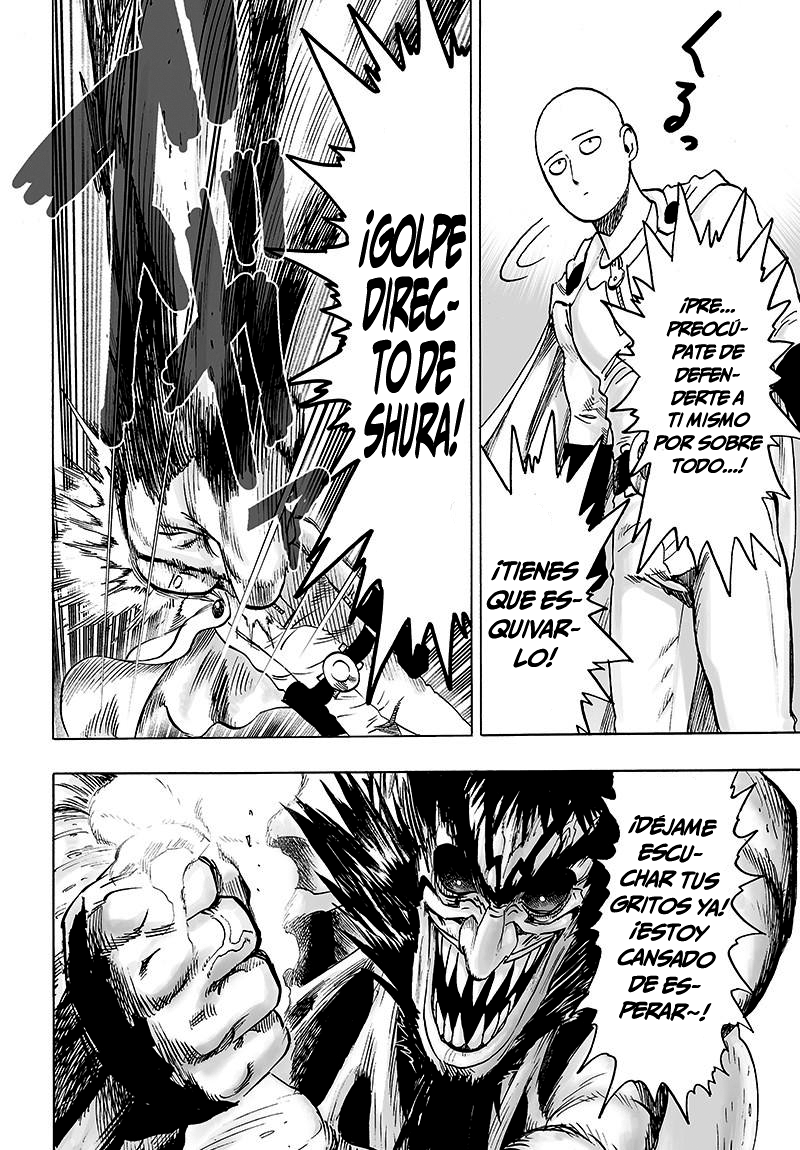 くるっ
¡PRE...
PREOCÚ-
PATE DE
DEFEN-
DERTE A
TI MISMO
POR SOBRE
TODO...!
¡TIENES
QUE ES-
QUIVAR-
LO!
¡GOLPE
DIREC-
TO DE
SHURA!
¡DÉJAME
ESCU-
CHAR TUS
GRITOS YA!
¡ESTOY
CANSADO
DE ES-
PERAR~!